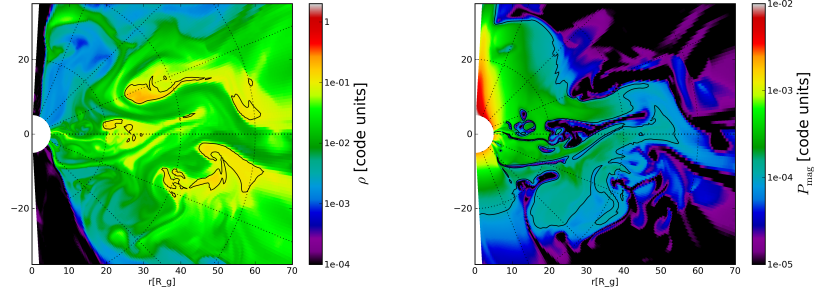 1
20
1e-01
0
1e-02
ρ [code units]
−20
1e-03
1e-04
0 10 20 30 40 50 60 70
r[R_g]
1e-02
20
1e-03
0
P_mag [code units]
1e-04
−20
1e-05
0 10 20 30 40 50 60 70
r[R_g]